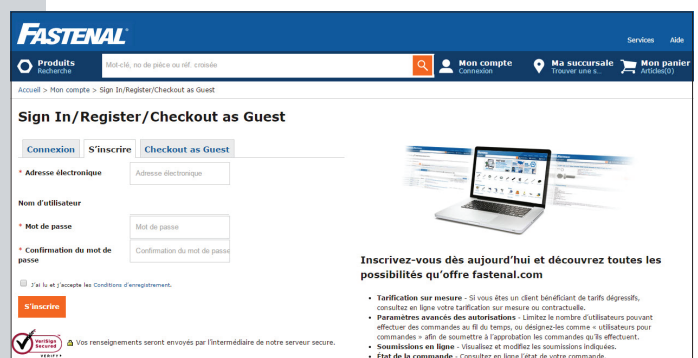 FASTENAL
Services Aide
Produits
Recherche
Mot-clé, no de pièce ou réf. croisée
Mon compte
Connexion
Ma succursale
Trouver une s...
Mon panier
Articles(0)
Accueil > Mon compte > Sign In/Register/Checkout as Guest
Sign In/Register/Checkout as Guest
Connexion S'inscrire Checkout as Guest
* Adresse électronique Adresse électronique
Nom d'utilisateur
* Mot de passe Mot de passe
* Confirmation du mot de
passe
Confirmation du mot de passe
J'ai lu et j'accepte les Conditions d'enregistrement.
S'inscrire
VeriSign
Secured
VERIFY
Vos renseignements seront envoyés par l'intermédiaire de notre serveur secure.
Inscrivez-vous dès aujourd'hui et découvrez toutes les
possibilités qu'offre fastenal.com
• Tarification sur mesure - Si vous êtes un client bénéficiant de tarifs dégressifs,
consultez en ligne votre tarification sur mesure ou contractuelle.
• Paramètres avancés des autorisations - Limitez le nombre d'utilisateurs pouvant
effectuer des commandes au fil du temps, ou désignez-les comme « utilisateurs pour
commandes » afin de soumettre à l'approbation les commandes qu'ils effectuent.
• Soumissions en ligne - Visualisez et modifiez les soumissions indiquées.
• État de la commande - Consultez en ligne l'état de votre commande.